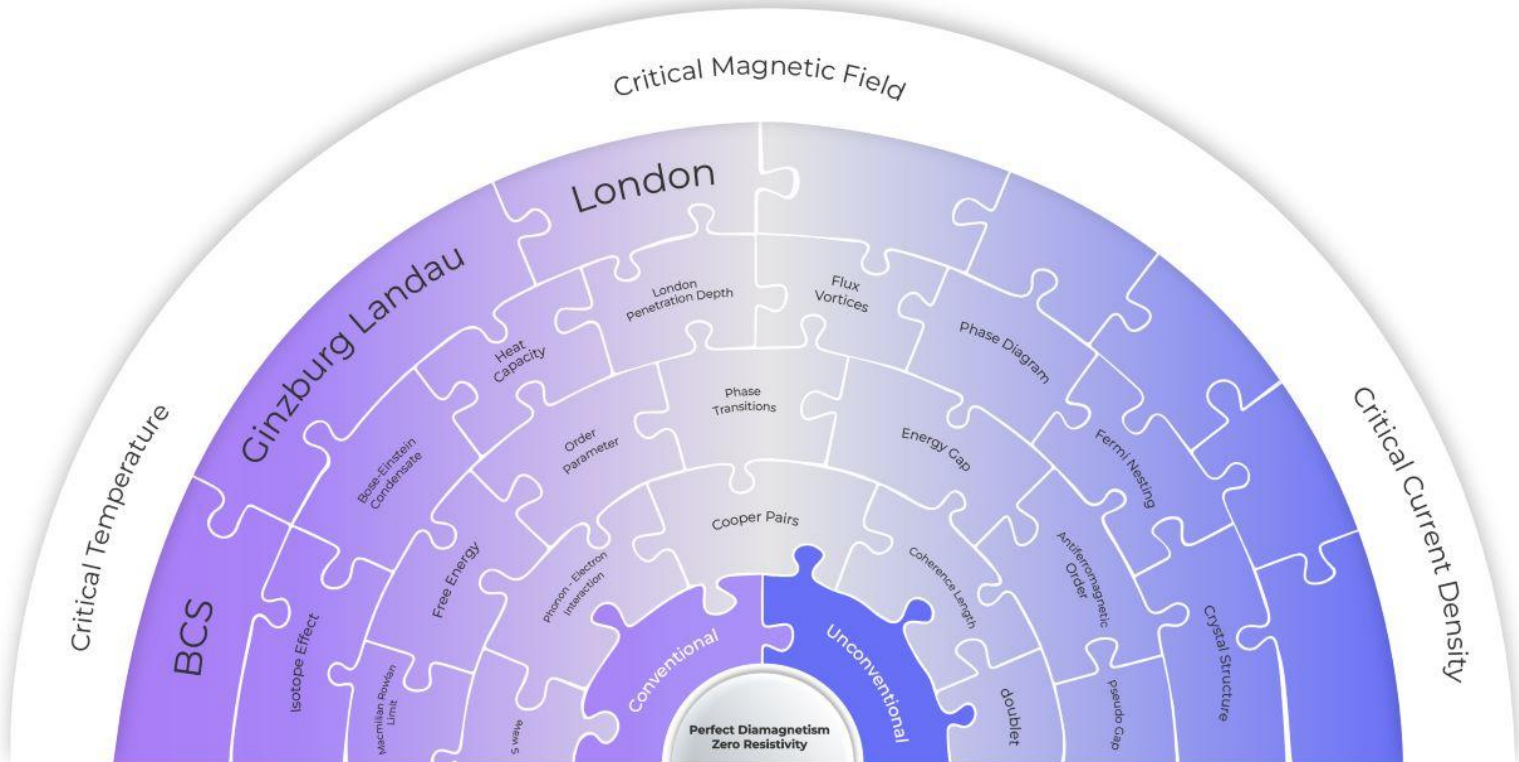 Critical Magnetic Field
Critical Temperature
Critical Current Density
London
Ginzburg Landau
BCS
London
Penetration Depth
Flux
Vortices
Heat
Capacity
Phase Diagram
Bose-Einstein
Condensate
Fermi Nesting
Isotope Effect
Crystal Structure
Phase
Transitions
Order
Parameter
Energy Gap
Free Energy
Antiferromagnetic
Order
Macmilian Rowlan
Limit
pseudo Gap
Cooper Pairs
Phonon - Electron
Interaction
Coherence Length
S wave
doublet
Conventional
Unconventional
Perfect Diamagnetism
Zero Resistivity